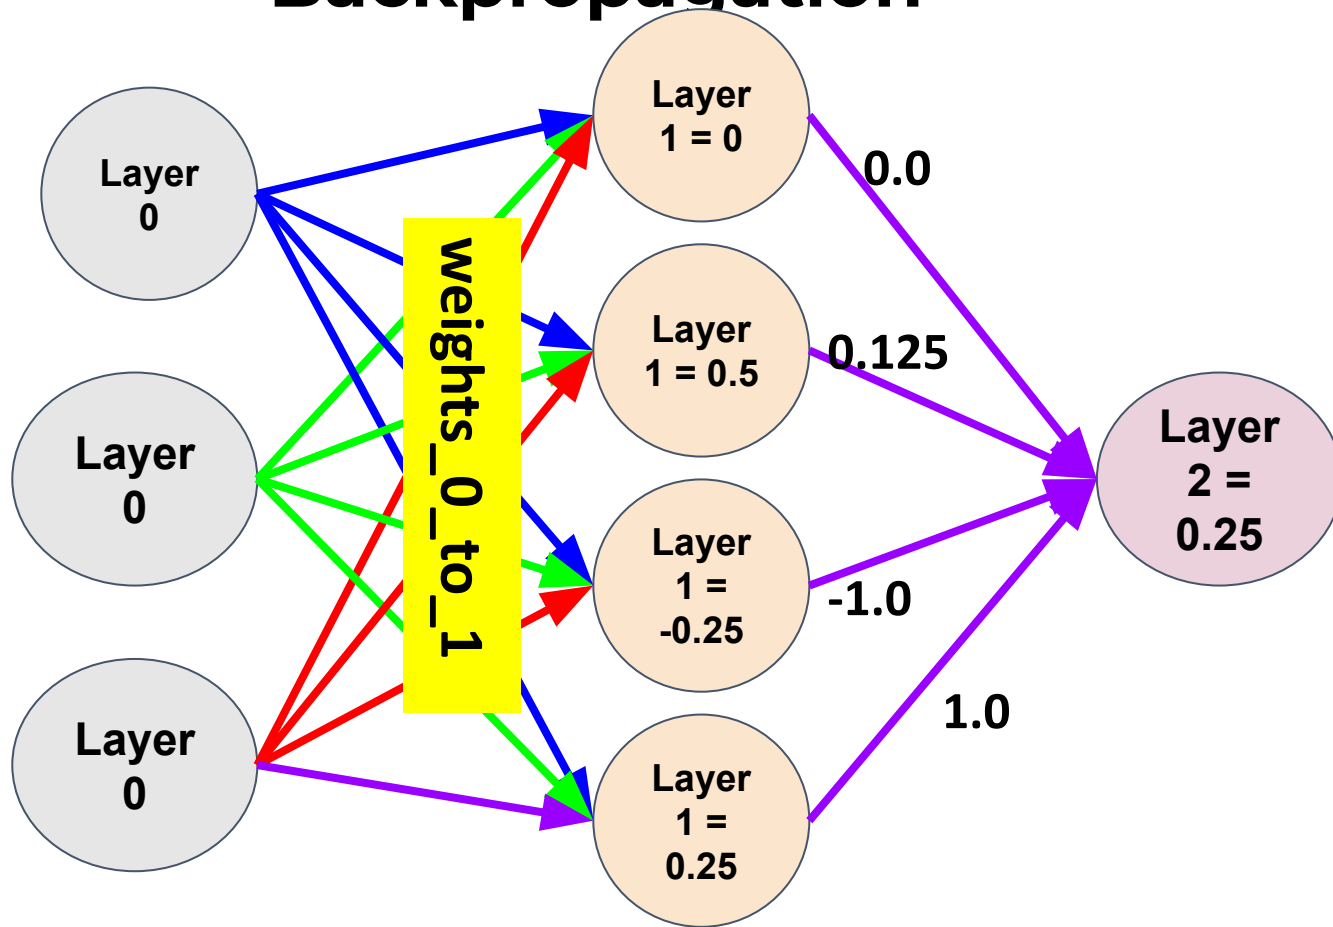 Backpropagation
Layer
0
Layer
0
Layer
0
weights_0_to_1
Layer
1 = 0
Layer
1 = 0.5
Layer
1 =
-0.25
Layer
1 =
0.25
0.0
0.125
-1.0
1.0
Layer
2 =
0.25